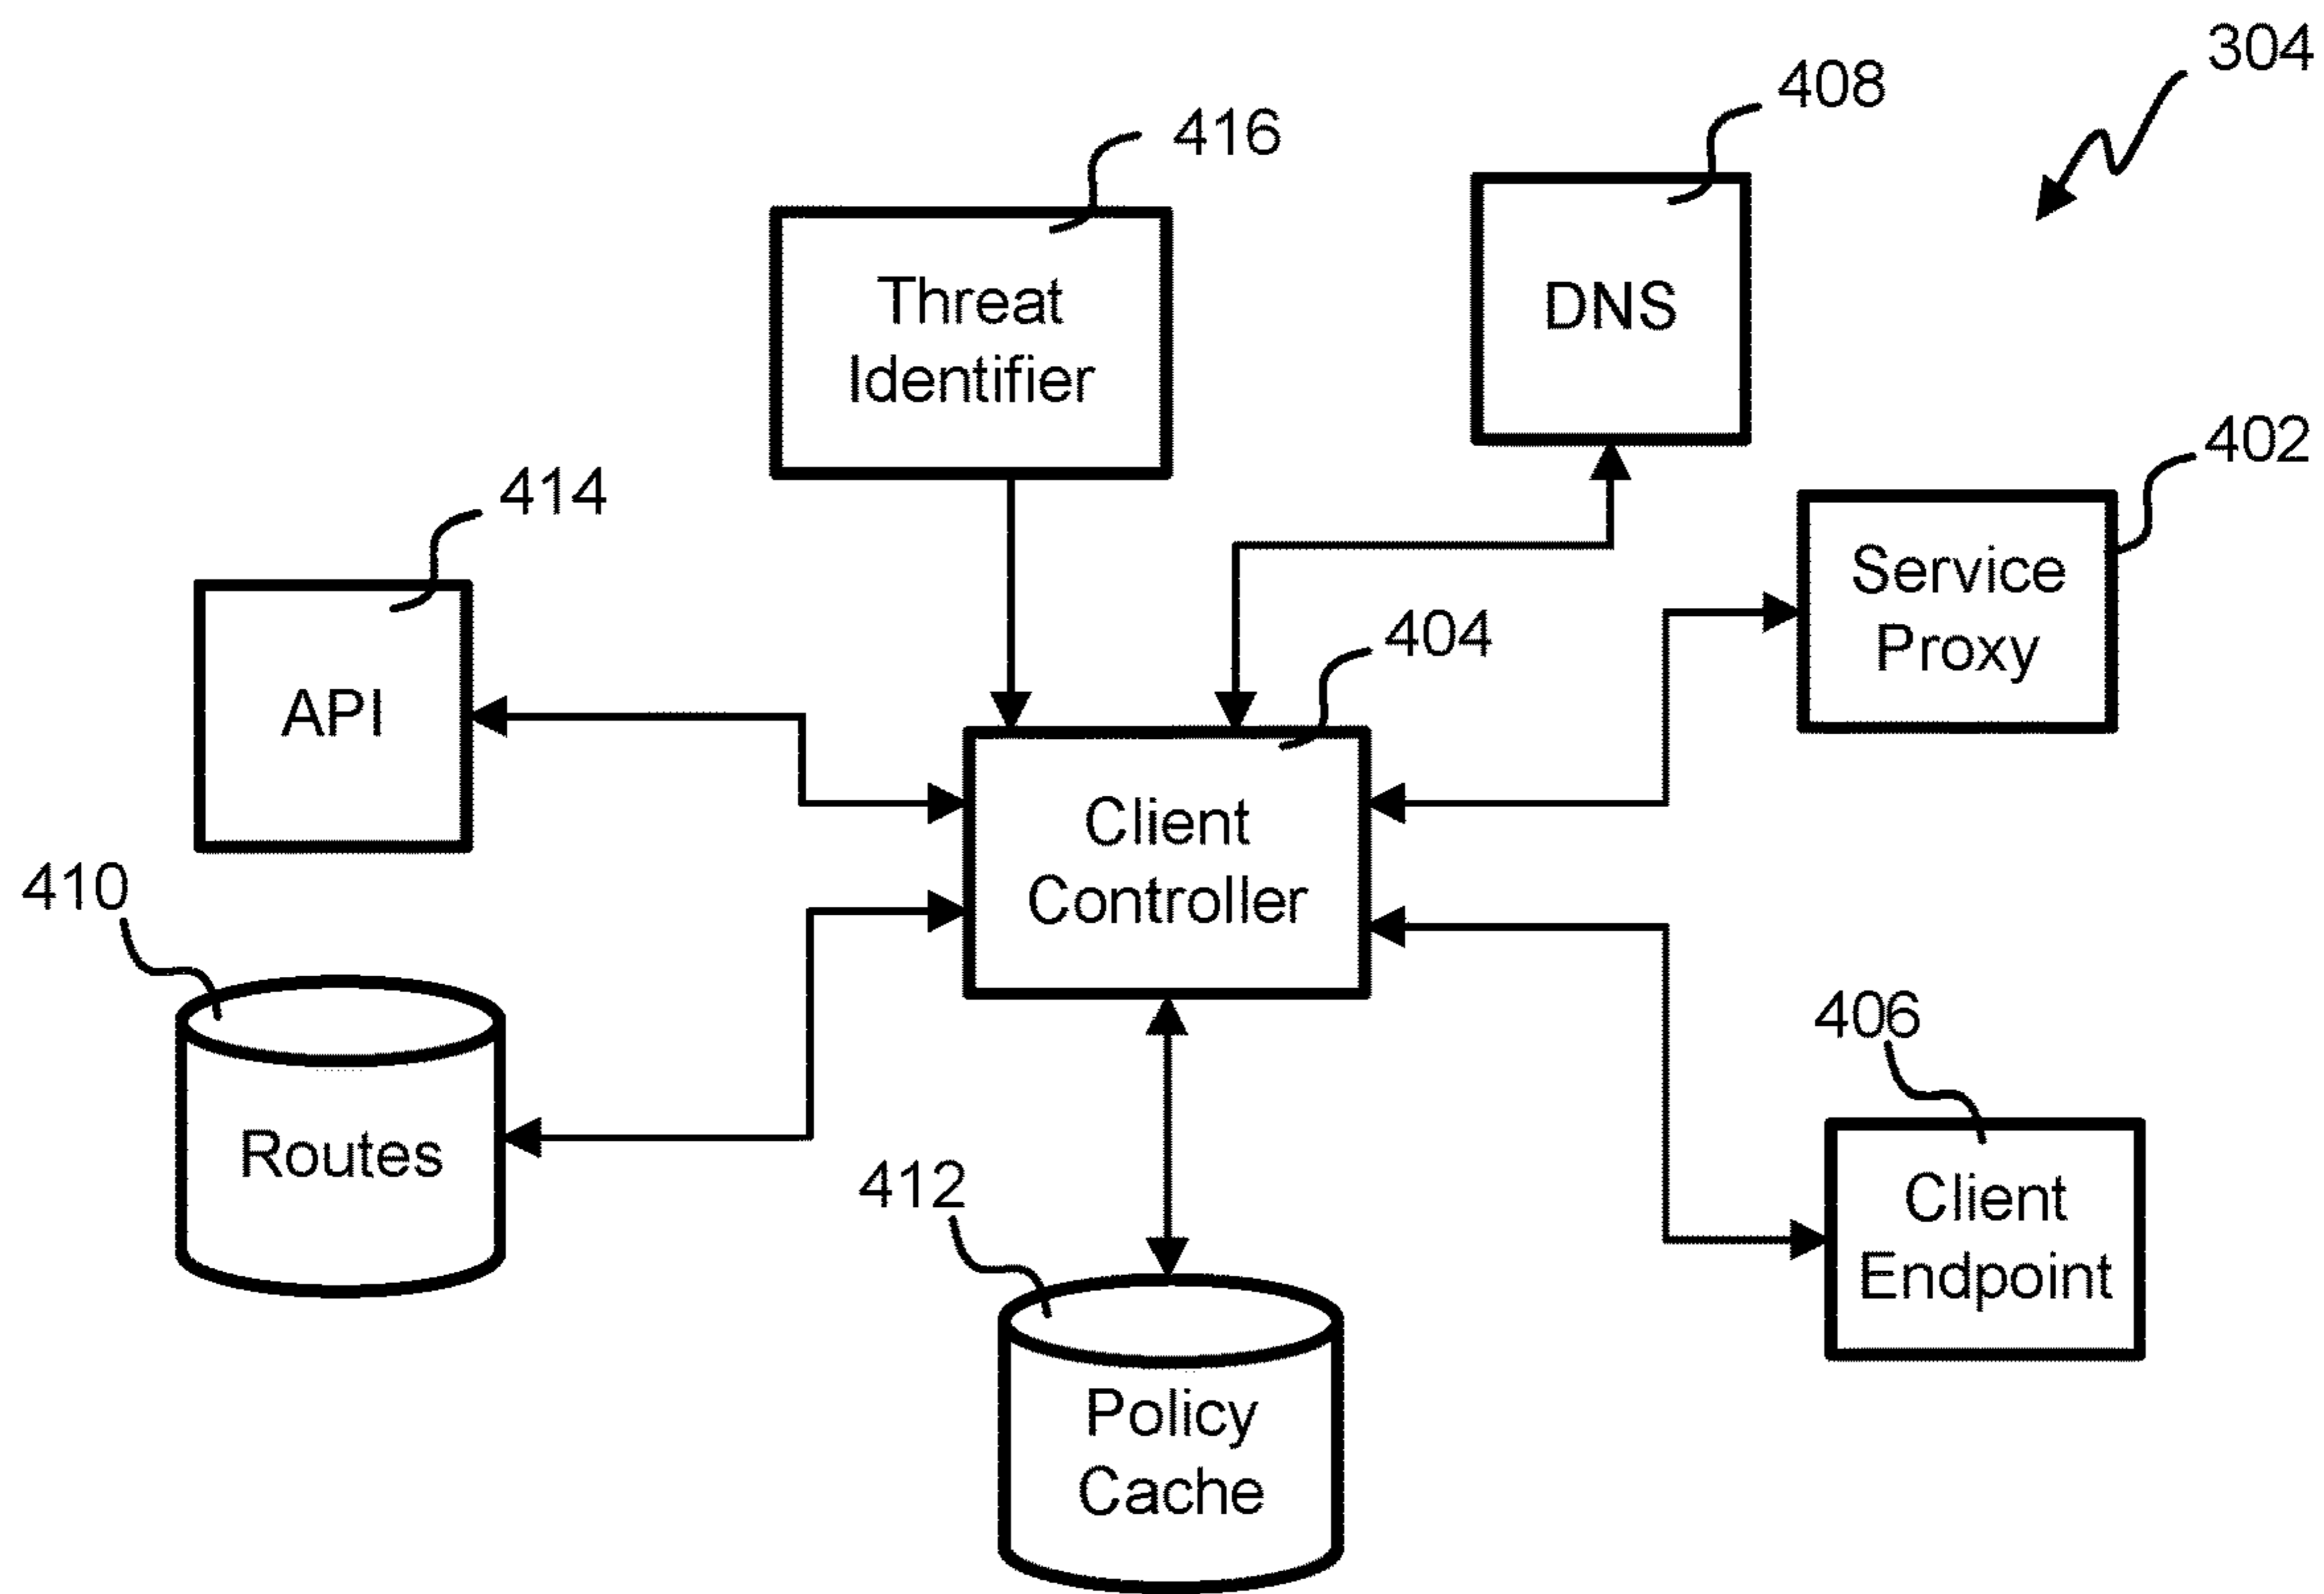 304
408
416
Threat
Identifier
DNS
402
414
Service
Proxy
404
API
Client
Controller
410
406
Routes
412
Client
Endpoint
Policy
Cache